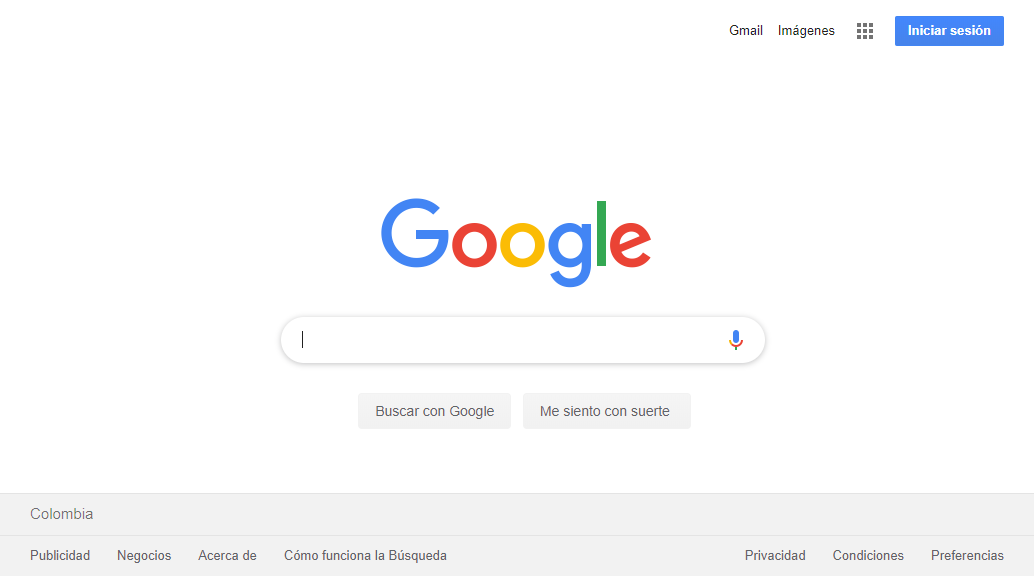 Gmail Imágenes Iniciar sesión
Google
Buscar con Google Me siento con suerte
Colombia
Publicidad Negocios Acerca de Cómo funciona la Búsqueda Privacidad Condiciones Preferencias